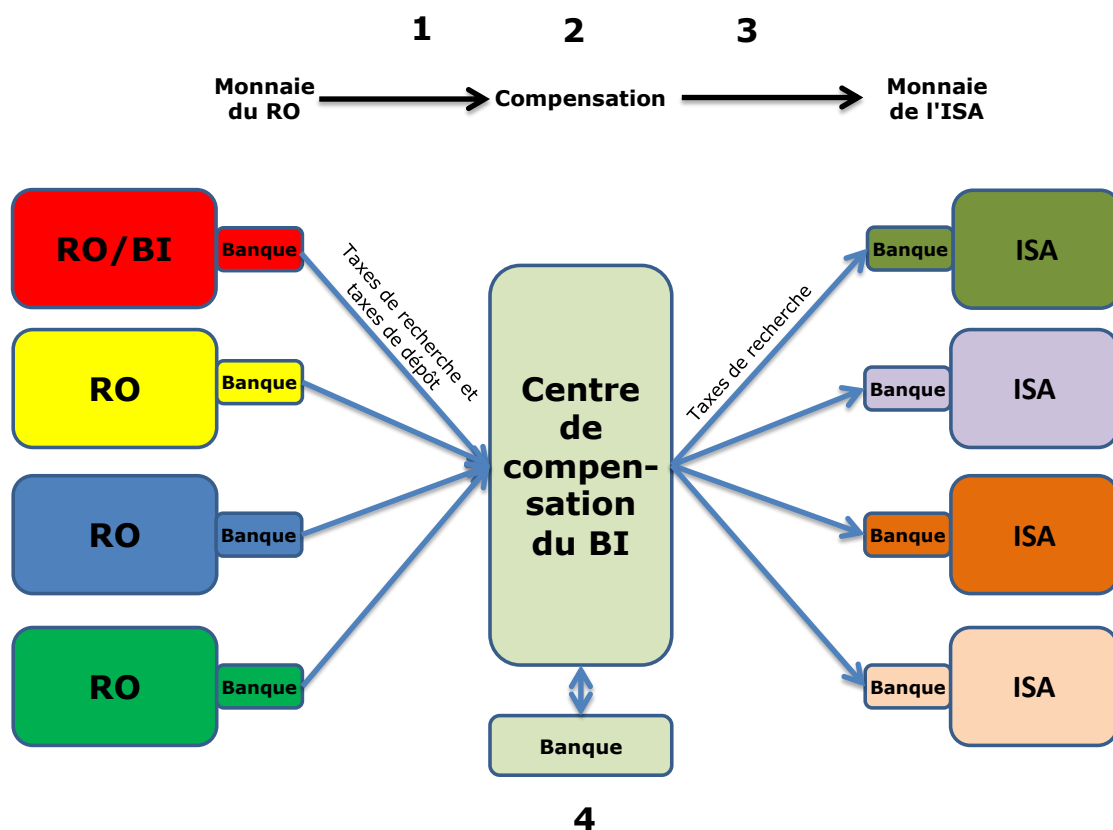 1
2
3
Monnaie
du RO
Compensation
Monnaie
de l'ISA
RO/BI
Banque
Taxes de recherche et
taxes de dépôt
Taxes de recherche
Banque
ISA
RO
Banque
Centre
de
compen-
sation
du BI
Banque
ISA
RO
Banque
Banque
ISA
RO
Banque
Banque
ISA
Banque
4